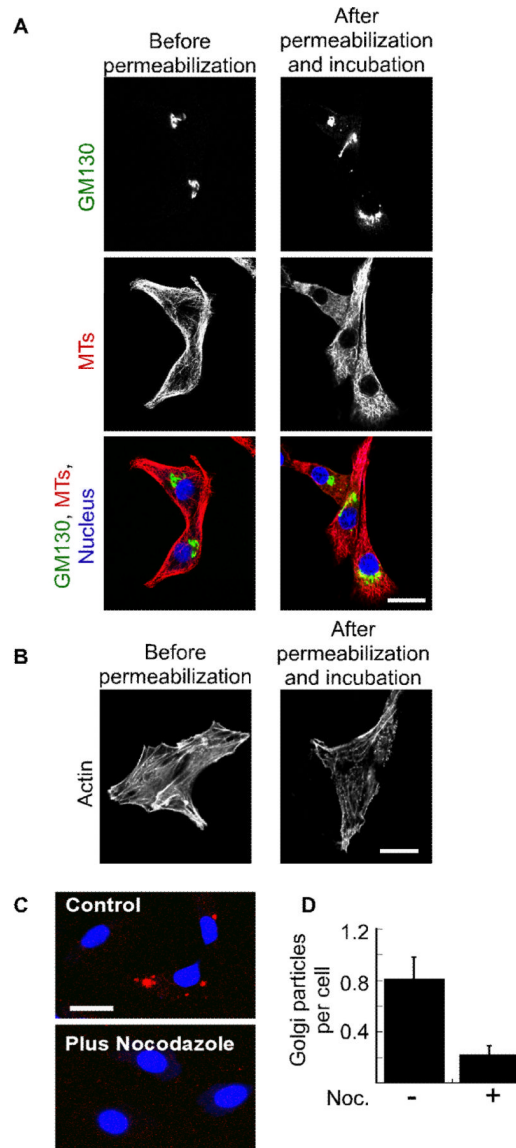 A
Before
permeabilization
After
permeabilization
and incubation
GM130
MTs
GM130, MTs,
Nucleus
B
Before
permeabilization
After
permeabilization
and incubation
Actin
C
Control
Plus Nocodazole
D
Golgi particles
per cell
1.2
0.8
0.4
Noc.
-
+